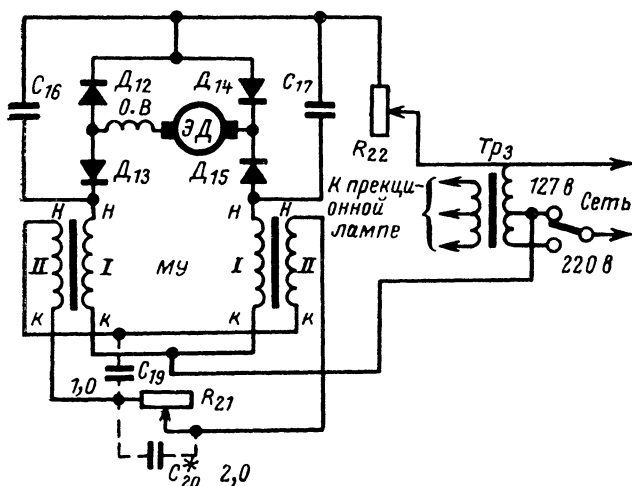 C16
Д12
Д14
C17
О.В
ЭД
Д13
Д15
R22
Тр3
К прекци-
онной
лампе
127 в
Сеть
220 в
Н Н Н Н
II I МУ I II
К К К К
C19
1,0
R21
C*20 2,0